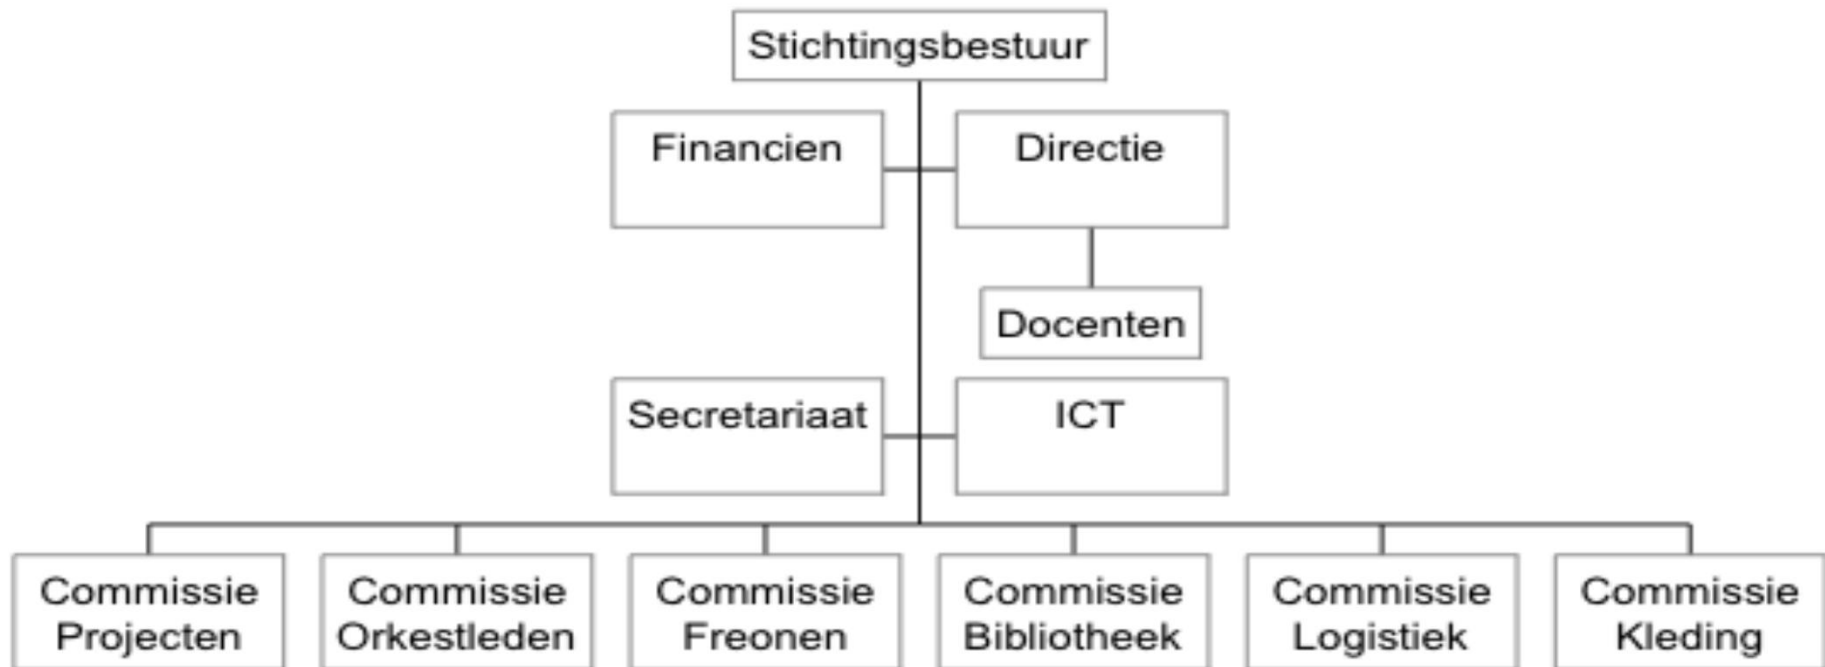 Stichtingsbestuur
Financien
Directie
Docenten
Secretariaat
ICT
Commissie
Projecten
Commissie
Orkestleden
Commissie
Freonen
Commissie
Bibliotheek
Commissie
Logistiek
Commissie
Kleding